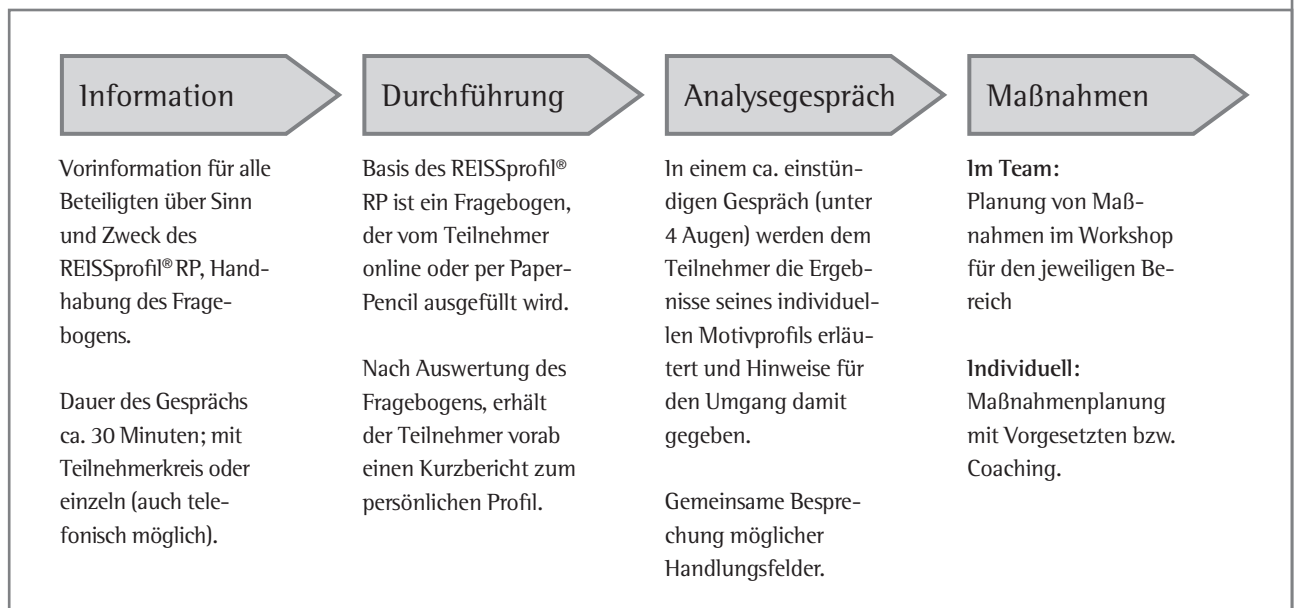 Information
Vorinformation für alle
Beteiligten über Sinn
und Zweck des
REISSprofil® RP, Hand-
habung des Frage-
bogens.
Dauer des Gesprächs
ca. 30 Minuten; mit
Teilnehmerkreis oder
einzeln (auch tele-
fonisch möglich).
Durchführung
Basis des REISSprofil®
RP ist ein Fragebogen,
der vom Teilnehmer
online oder per Paper-
Pencil ausgefüllt wird.
Nach Auswertung des
Fragebogens, erhält
der Teilnehmer vorab
einen Kurzbericht zum
persönlichen Profil.
Analysegespräch
In einem ca. einstün-
digen Gespräch (unter
4 Augen) werden dem
Teilnehmer die Ergeb-
nisse seines individuel-
len Motivprofils erläu-
tert und Hinweise für
den Umgang damit
gegeben.
Gemeinsame Bespre-
chung möglicher
Handlungsfelder.
Maßnahmen
Im Team:
Planung von Maß-
nahmen im Workshop
für den jeweiligen Be-
reich
Individuell:
Maßnahmenplanung
mit Vorgesetzten bzw.
Coaching.